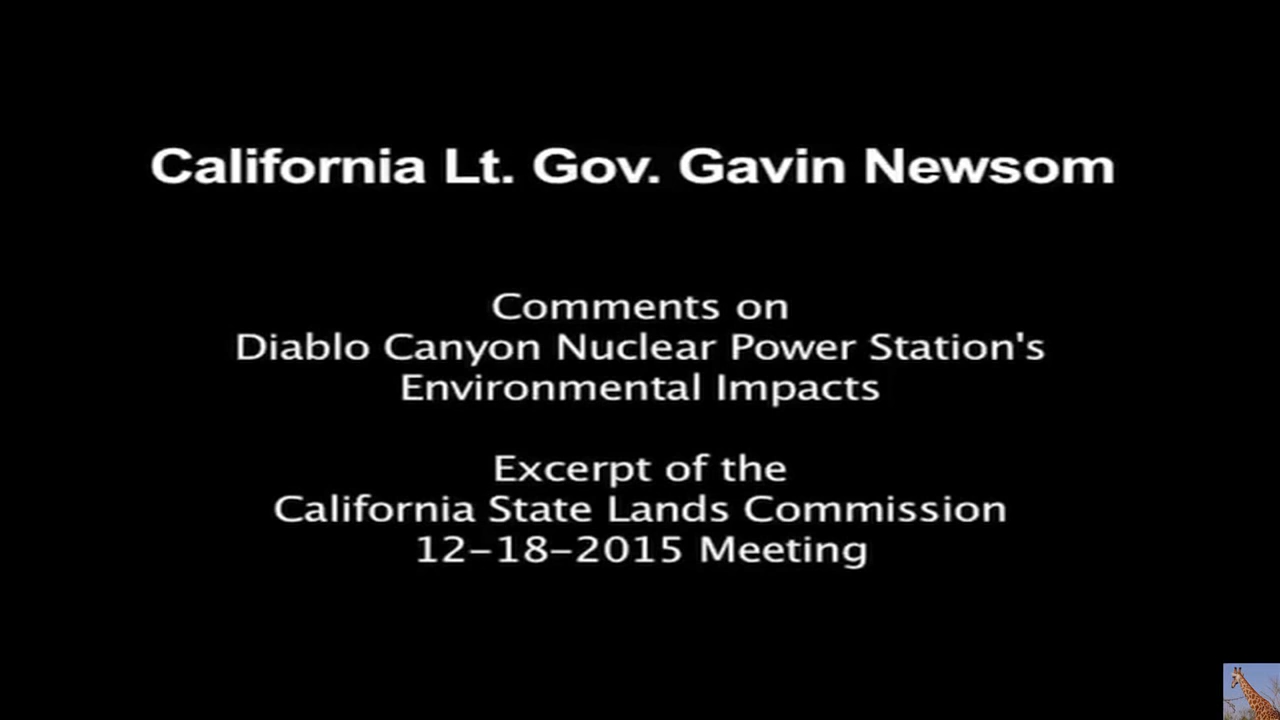 California Lt. Gov. Gavin Newsom
Comments on
Diablo Canyon Nuclear Power Station's
Environmental Impacts
Excerpt of the
California State Lands Commission
12-18-2015 Meeting